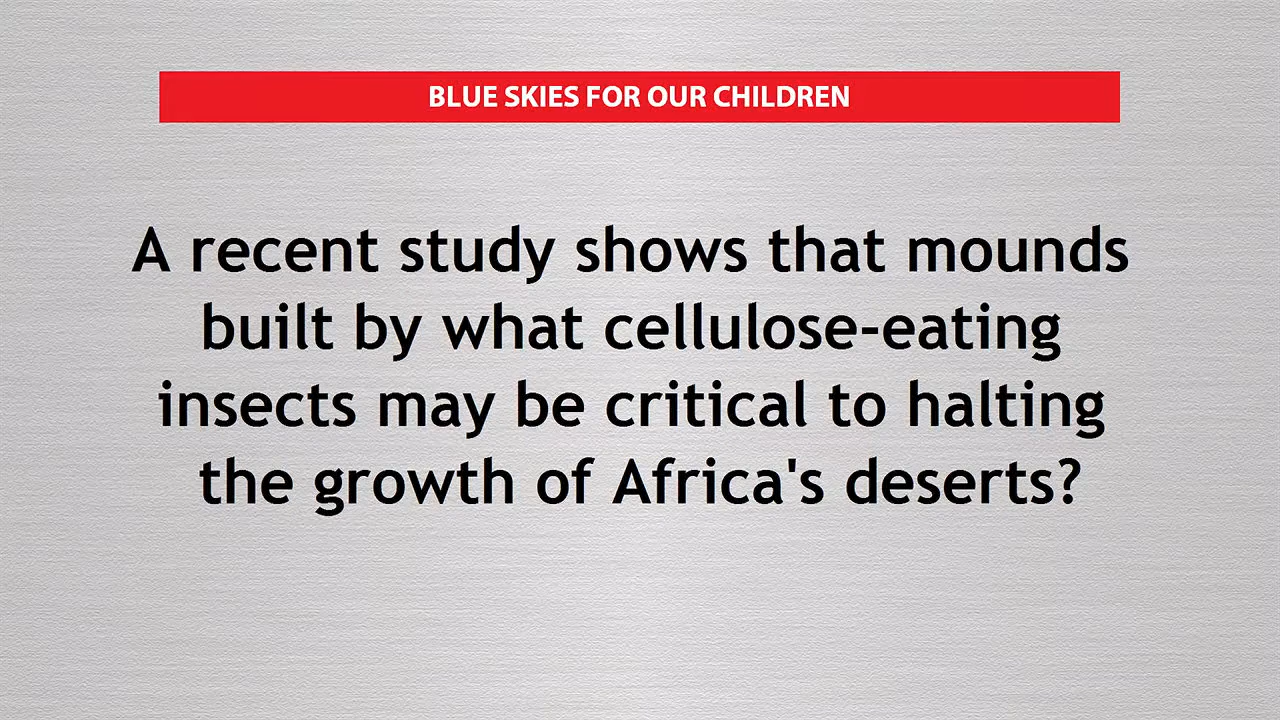 BLUE SKIES FOR OUR CHILDREN
A recent study shows that mounds
built by what cellulose-eating
insects may be critical to halting
the growth of Africa's deserts?